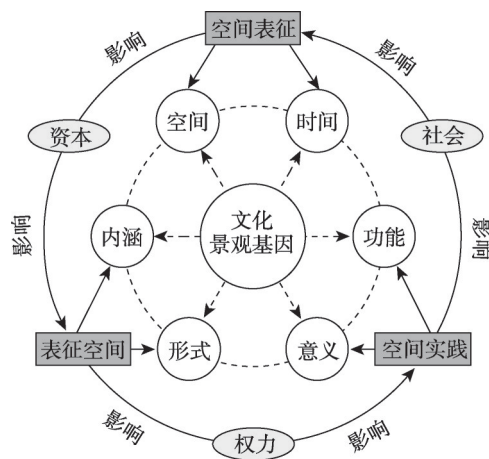 空间表征
影响
影响
空间
时间
资本
社会
文化
景观基因
内涵
功能
影响
影响
表征空间
形式
意义
空间实践
影响
权力
影响